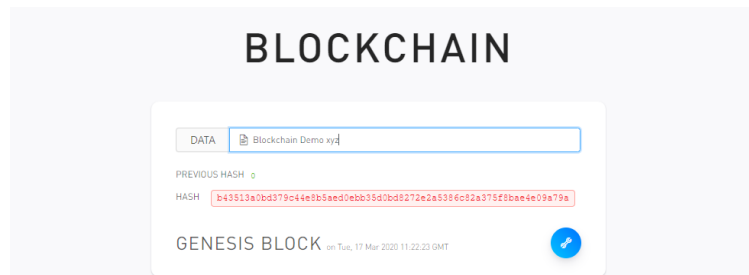 BLOCKCHAIN
DATA Blockchain Demo xyz
PREVIOUS HASH 0
HASH b43513a0bd379c44e8b5aed0ebb35d0bd8272e2a5386c82a375f8bae4e09a79a
GENESIS BLOCK on Tue, 17 Mar 2020 11:22:23 GMT